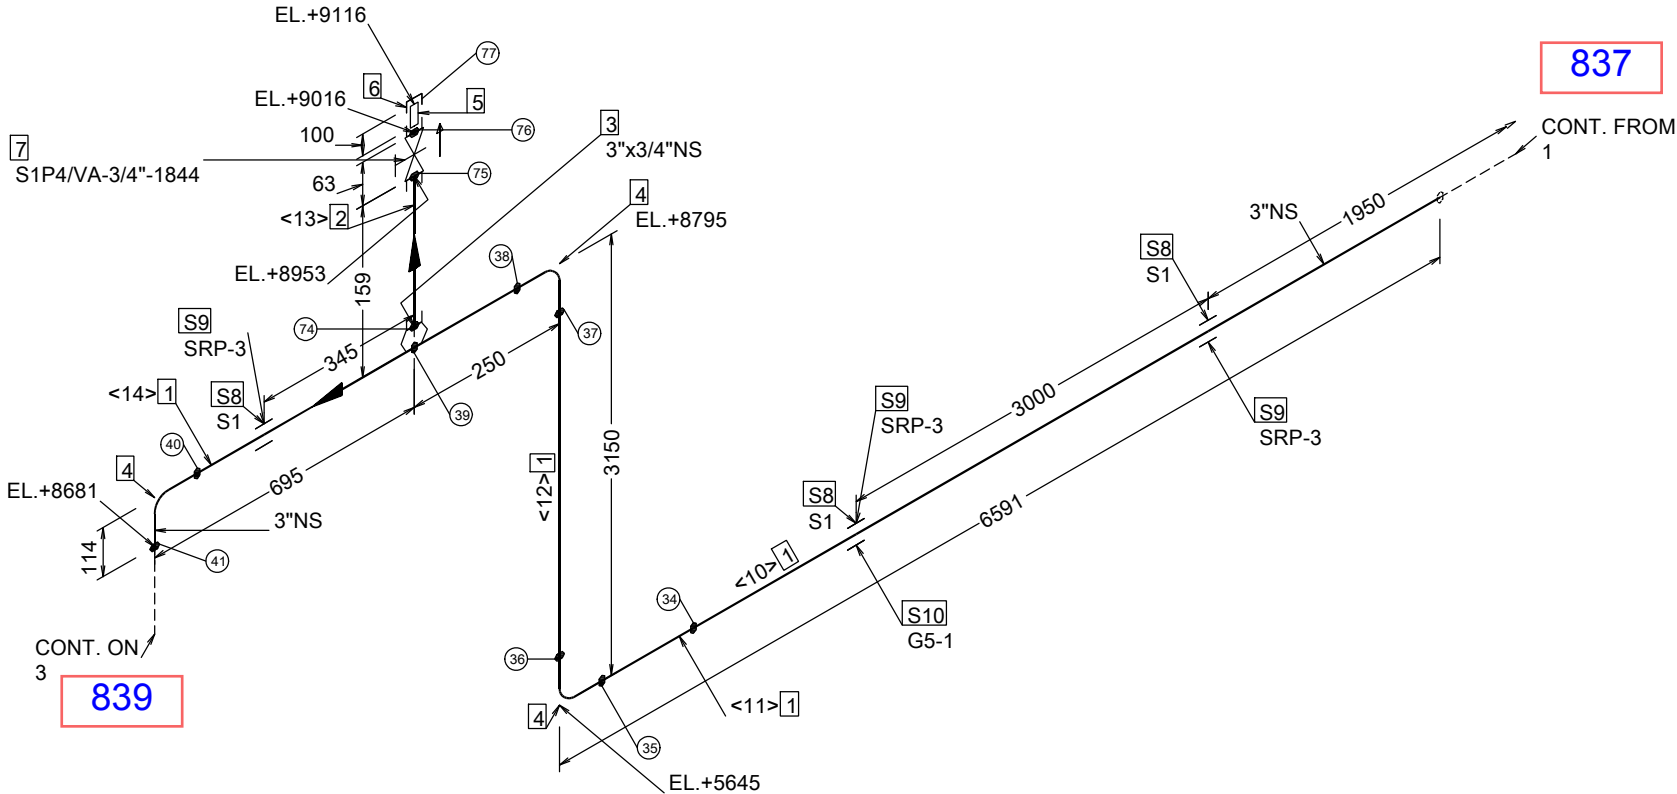 EL.+9116
77
837
6
EL.+9016
5
100
76
3
3"x3/4"NS
CONT. FROM
1
7
S1P4/VA-3/4"-1844
75
63
4
EL.+8795
<13> 2
1950
3"NS
38
S8
S1
EL.+8953
159
S9
SRP-3
74
37
345
250
<14> 1
S8
S1
3000
S9
SRP-3
S9
SRP-3
39
40
3150
<12> 1
4
695
EL.+8681
3"NS
S8
S1
6591
114
41
<10> 1
34
S10
G5-1
CONT. ON
3
839
36
<11> 1
4
35
EL.+5645